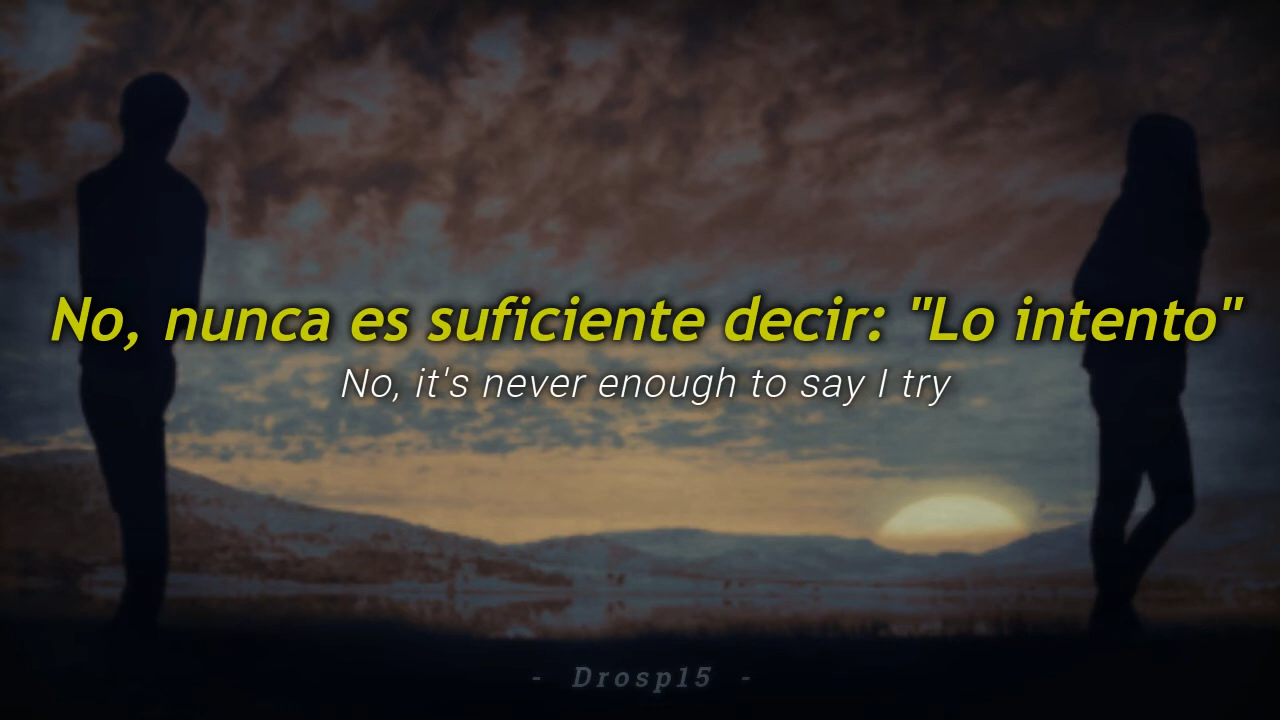 No, nunca es suficiente decir: "Lo intento"
No, it's never enough to say I try
- Drosp15 -